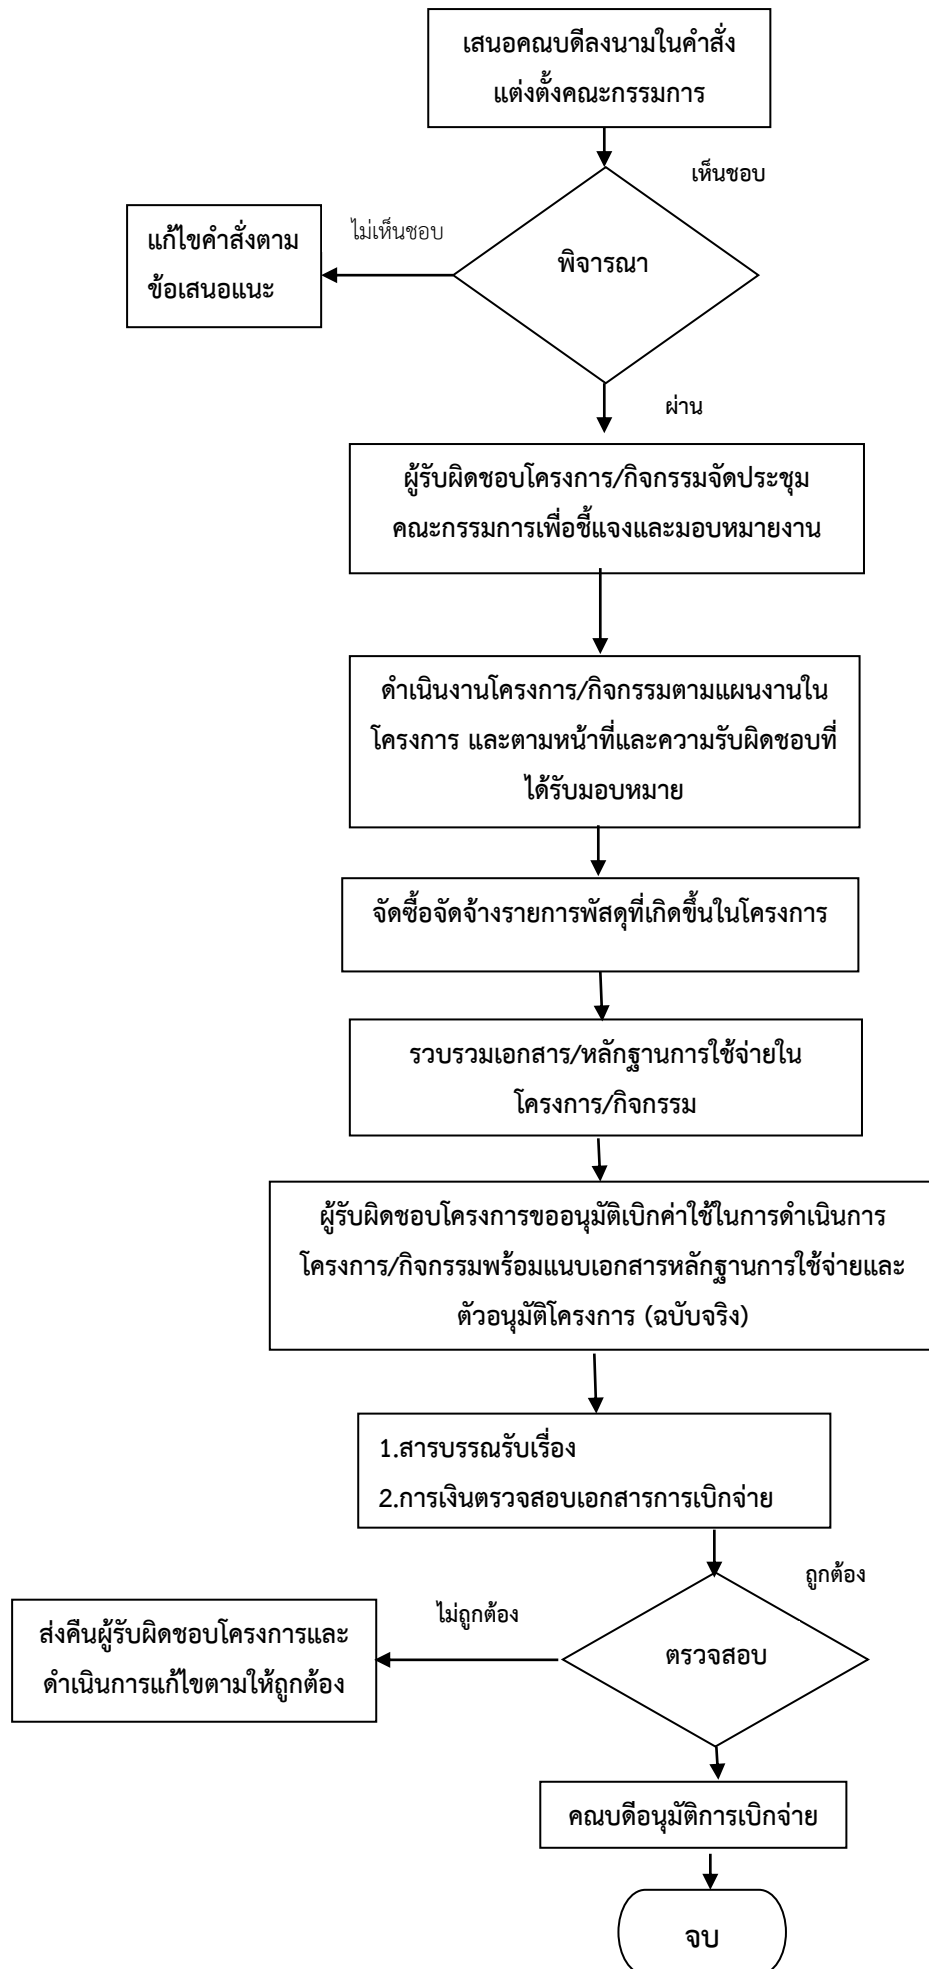 เสนอคณบดีลงนามในคำสั่ง
แต่งตั้งคณะกรรมการ
เห็นชอบ
ไม่เห็นชอบ
แก้ไขคำสั่งตาม
ข้อเสนอแนะ
พิจารณา
ผ่าน
ผู้รับผิดชอบโครงการ/กิจกรรมจัดประชุม
คณะกรรมการเพื่อชี้แจงและมอบหมายงาน
ดำเนินงานโครงการ/กิจกรรมตามแผนงานใน
โครงการ และตามหน้าที่และความรับผิดชอบที่
ได้รับมอบหมาย
จัดซื้อจัดจ้างรายการพัสดุที่เกิดขึ้นในโครงการ
รวบรวมเอกสาร/หลักฐานการใช้จ่ายใน
โครงการ/กิจกรรม
ผู้รับผิดชอบโครงการขออนุมัติเบิกค่าใช้ในการดำเนินการ
โครงการ/กิจกรรมพร้อมแนบเอกสารหลักฐานการใช้จ่ายและ
ตัวอนุมัติโครงการ (ฉบับจริง)
1.สารบรรณรับเรื่อง
2.การเงินตรวจสอบเอกสารการเบิกจ่าย
ถูกต้อง
ไม่ถูกต้อง
ส่งคืนผู้รับผิดชอบโครงการและ
ดำเนินการแก้ไขตามให้ถูกต้อง
ตรวจสอบ
คณบดีอนุมัติการเบิกจ่าย
จบ